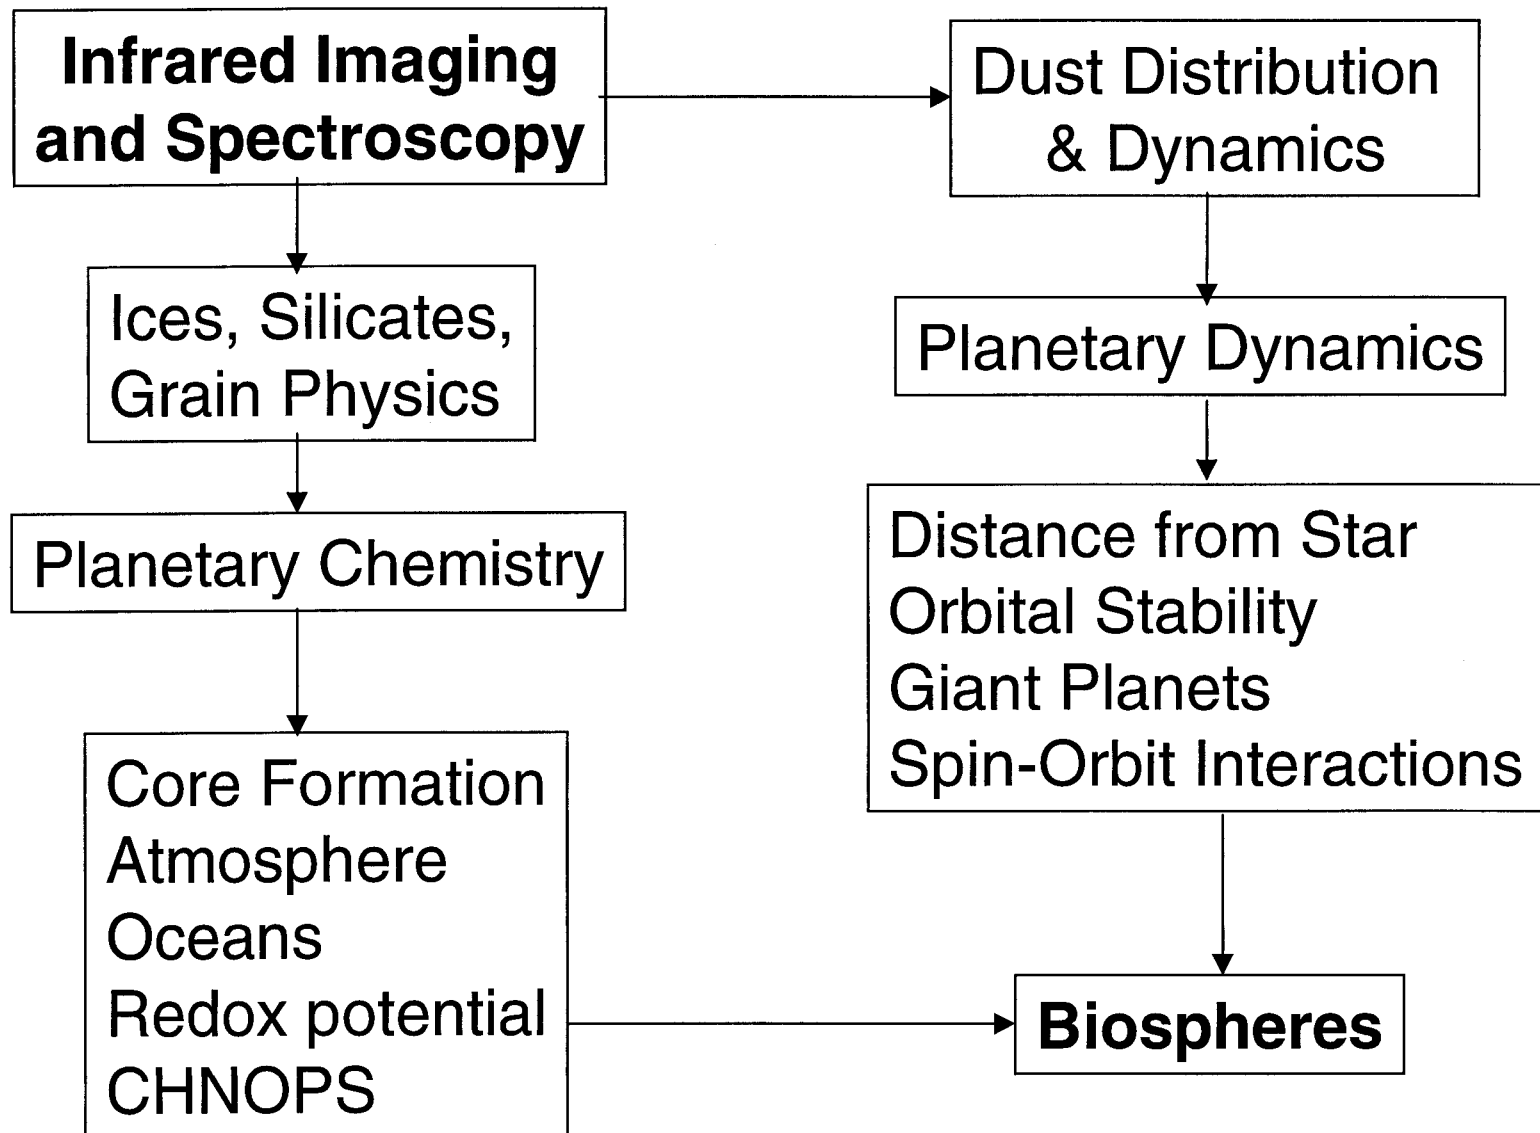 Infrared Imaging
and Spectroscopy
Dust Distribution
& Dynamics
Ices, Silicates,
Grain Physics
Planetary Dynamics
Planetary Chemistry
Distance from Star
Orbital Stability
Giant Planets
Spin-Orbit Interactions
Core Formation
Atmosphere
Oceans
Redox potential
CHNOPS
Biospheres